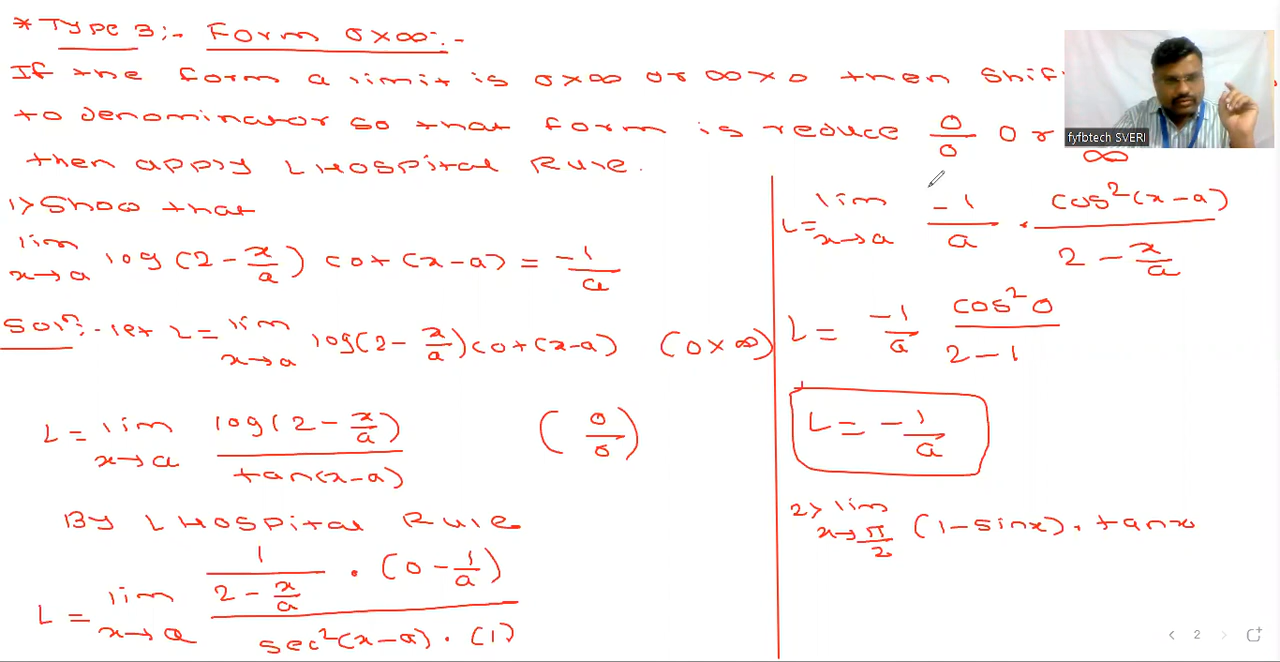 * TYPE 3:- Form 0×∞:-
If the form a limit is 0×∞ or ∞×0 then
to Denominator so that form is reduce 0/0 or ∞
then apply L Hospital Rule.
1> Show that
lim x→a log(2-x/a) cot(x-a) = -1/a
Solⁿ:- let L = lim x→a log(2-x/a)cot(x-a) (0×∞)
L = lim x→a log(2-x/a)/tan(x-a) (0/0)
By L Hospital Rule
L = lim x→a (1/(2-x/a) · (0-1/a))/(sec²(x-a)·(1))
L= lim x→a -1/a · cos²(x-a)/(2-x/a)
L = -1/a cos²0/(2-1)
L = -1/a
2> lim x→π/2 (1-sinx)·tanx
fyfbtech SVERI
2